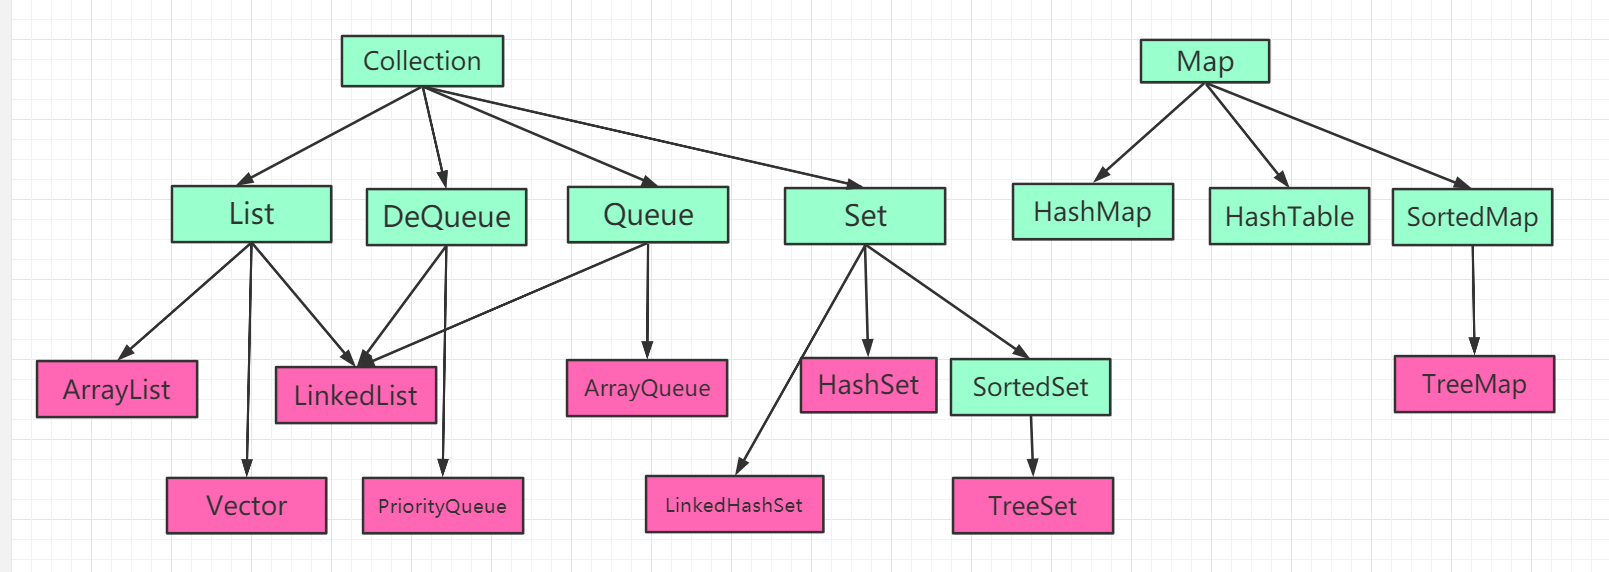 Collection
Map
List
DeQueue
Queue
Set
HashMap
HashTable
SortedMap
ArrayList
LinkedList
ArrayQueue
HashSet
SortedSet
TreeMap
Vector
PriorityQueue
LinkedHashSet
TreeSet